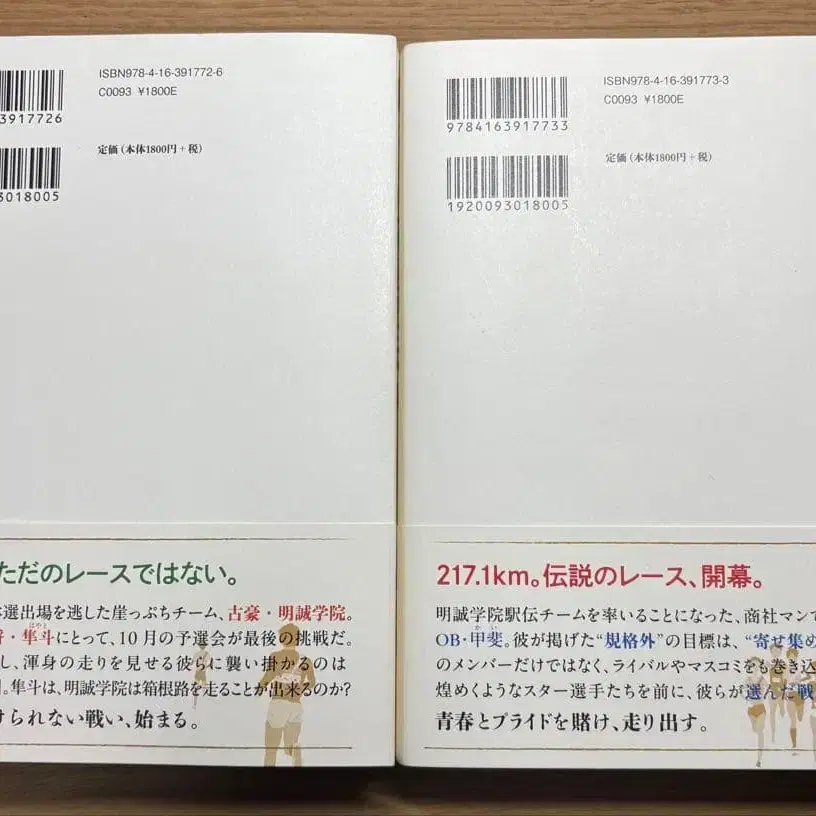 ISBN978-4-16-391772-6
C0093 ¥1800E
3917726
定価(本体1800円+税)
3018005
ただのレースではない。
選出場を逃した崖っぷちチーム、古豪・明誠学院。
・隼斗にとって、10月の予選会が最後の挑戦だ。
し、渾身の走りを見せる彼らに襲い掛かるのは
。隼斗は、明誠学院は箱根路を走ることが出来るのか?
けられない戦い、始まる。
ISBN978-4-16-391773-3
C0093 ¥1800E
9784163917733
定価(本体1800円+税)
1920093018005
217.1km。伝説のレース、開幕。
明誠学院駅伝チームを率いることになった、商社マンで
OB・甲斐。彼が掲げた“規格外”の目標は、“寄せ集め
のメンバーだけではなく、ライバルやマスコミをも巻き込
煌めくようなスター選手たちを前に、彼らが選んだ戦
青春とプライドを賭け、走り出す。